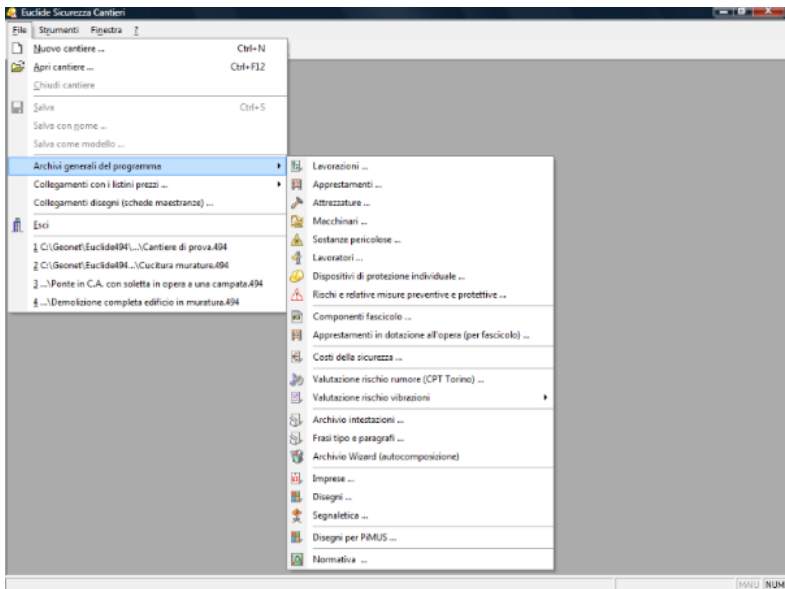 Euclide Sicurezza Cantieri
File Strumenti Finestra ?
Nuovo cantiere ... Ctrl+N
Apri cantiere ... Ctrl+F12
Chiudi cantiere
Salva Ctrl+S
Salva con nome ...
Salva come modello ...
Archivi generali del programma
Collegamenti con i listini prezzi ...
Collegamenti disegni (schede maestranze) ...
Esci
1 C:\Geonet\Euclide494\...\Cantiere di prova.494
2 C:\Geonet\Euclide494...\Cucitura murature.494
3 ...\Ponte in C.A. con soletta in opera a una campata.494
4 ...\Demolizione completa edificio in muratura.494
Lavorazioni ...
Apprestamenti ...
Attrezzature ...
Macchinari ...
Sostanze pericolose ...
Lavoratori ...
Dispositivi di protezione individuale ...
Rischi e relative misure preventive e protettive ...
Componenti fascicolo ...
Apprestamenti in dotazione all'opera (per fascicolo) ...
Costi della sicurezza ...
Valutazione rischio rumore (CPT Torino) ...
Valutazione rischio vibrazioni
Archivio intestazioni ...
Frasi tipo e paragrafi ...
Archivio Wizard (autocomposizione)
Imprese ...
Disegni ...
Segnaletica ...
Disegni per PiMUS ...
Normativa ...
NUM